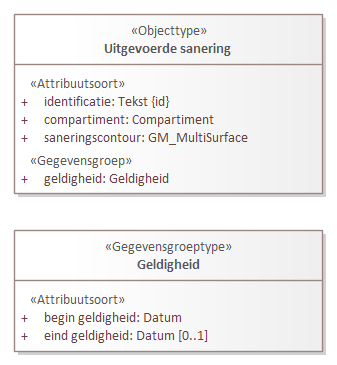 «Objecttype»
Uitgevoerde sanering
«Attribuutsoort»
+ identificatie: Tekst {id}
+ compartiment: Compartiment
+ saneringscontour: GM_MultiSurface
«Gegevensgroep»
+ geldigheid: Geldigheid
«Gegevensgroeptype»
Geldigheid
«Attribuutsoort»
+ begin geldigheid: Datum
+ eind geldigheid: Datum [0..1]